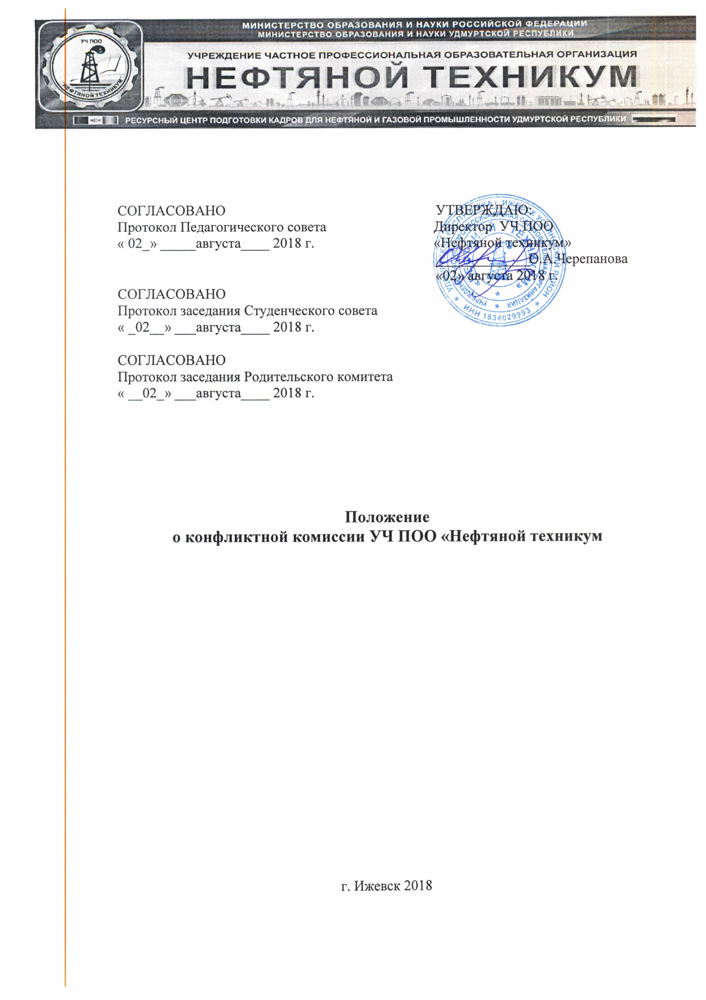 МИНИСТЕРСТВО ОБРАЗОВАНИЯ И НАУКИ РОССИЙСКОЙ ФЕДЕРАЦИИ
МИНИСТЕРСТВО ОБРАЗОВАНИЯ И НАУКИ УДМУРТСКОЙ РЕСПУБЛИКИ
УЧ ПОО
"НЕФТЯНОЙ ТЕХНИКУМ"
УЧРЕЖДЕНИЕ ЧАСТНОЕ ПРОФЕССИОНАЛЬНАЯ ОБРАЗОВАТЕЛЬНАЯ ОРГАНИЗАЦИЯ
НЕФТЯНОЙ ТЕХНИКУМ
РЕСУРСНЫЙ ЦЕНТР ПОДГОТОВКИ КАДРОВ ДЛЯ НЕФТЯНОЙ И ГАЗОВОЙ ПРОМЫШЛЕННОСТИ УДМУРТСКОЙ РЕСПУБЛИКИ
СОГЛАСОВАНО
Протокол Педагогического совета
« 02_» _____августа____ 2018 г.
УТВЕРЖДАЮ:
Директор УЧ ПОО
«Нефтяной техникум»
_____________О.А.Черепанова
«02» августа 2018 г.
ИНН 1834029993
СОГЛАСОВАНО
Протокол заседания Студенческого совета
« _02__» ___августа____ 2018 г.
СОГЛАСОВАНО
Протокол заседания Родительского комитета
« __02_» ___августа____ 2018 г.
Положение
о конфликтной комиссии УЧ ПОО «Нефтяной техникум
г. Ижевск 2018